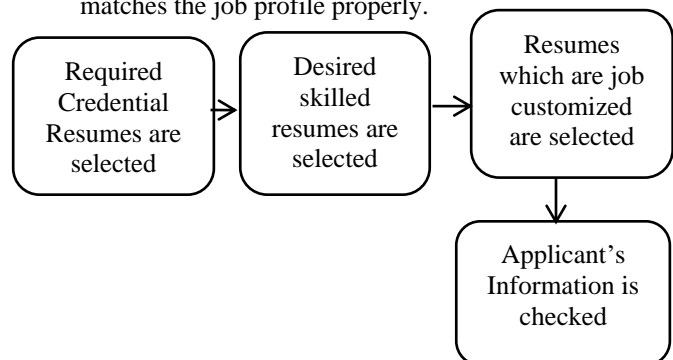 matches the job profile properly.
Required
Credential
Resumes are
selected
Desired
skilled
resumes are
selected
Resumes
which are job
customized
are selected
Applicant’s
Information is
checked